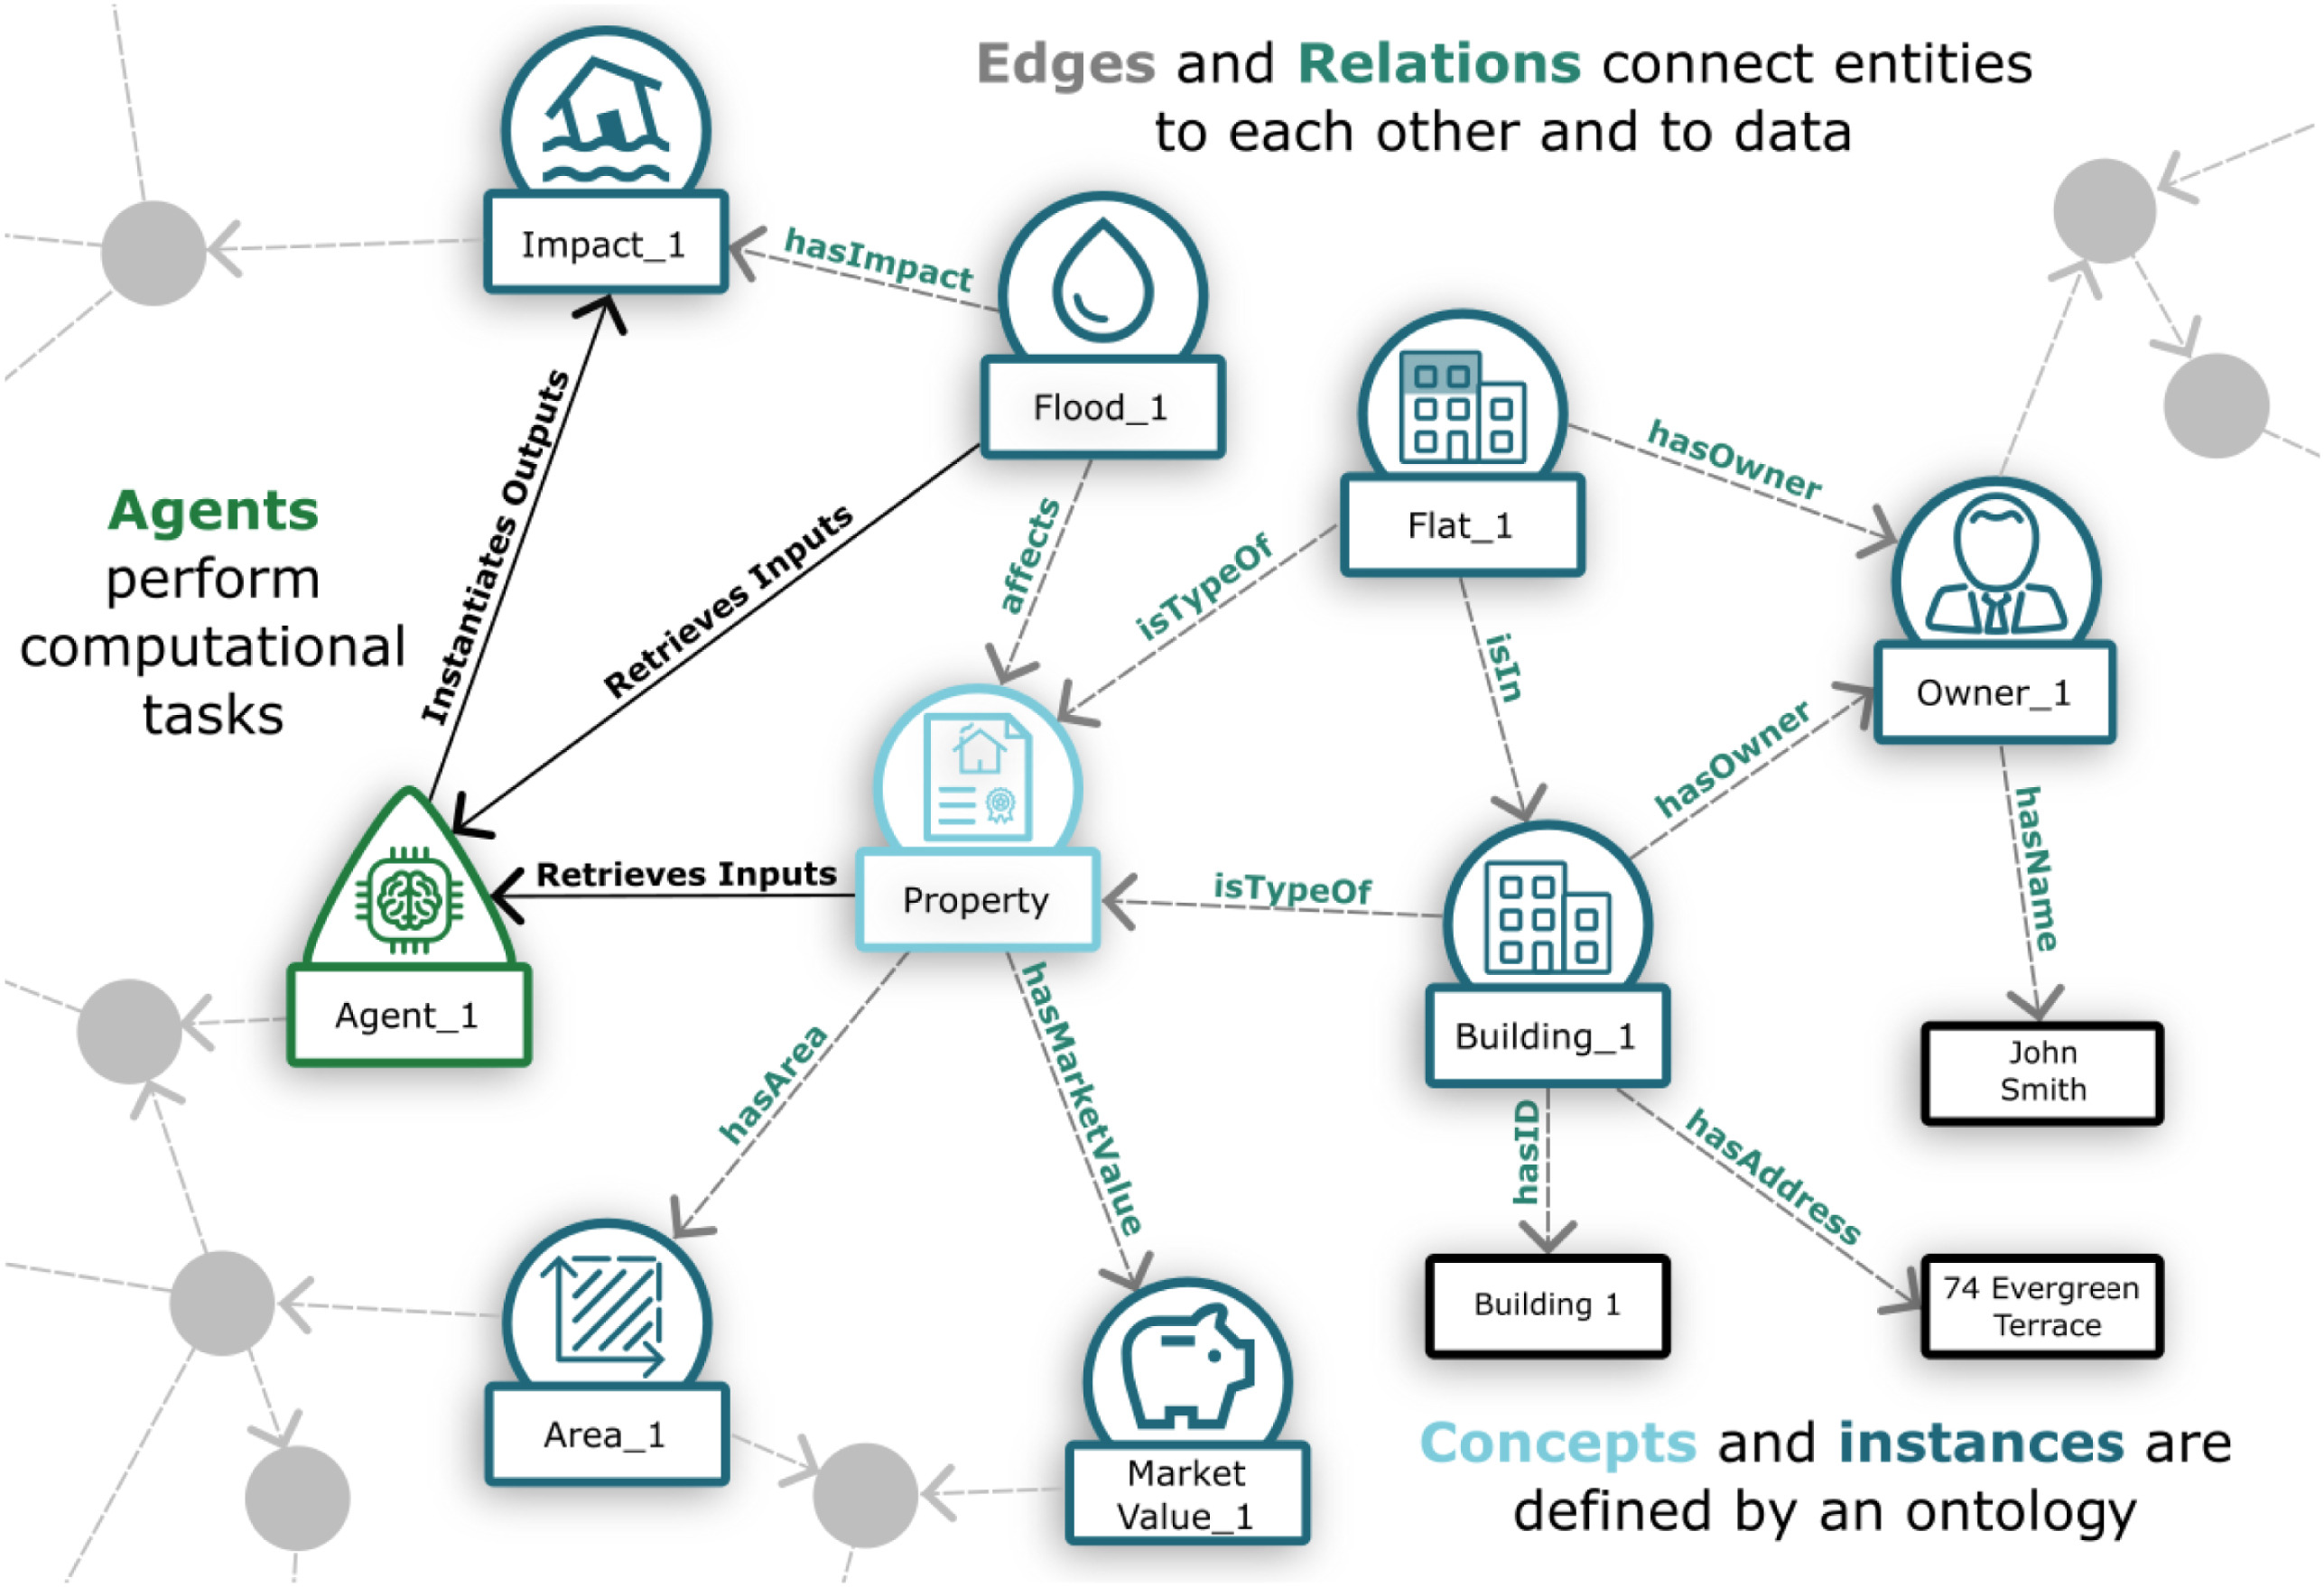 Edges and Relations connect entities
to each other and to data
Impact_1
hasImpact
Flood_1
Flat_1
hasOwner
Owner_1
Agents
perform
computational
tasks
Instantiates Outputs
Retrieves Inputs
affects
isTypeOf
isIn
hasOwner
hasName
Retrieves Inputs
Property
isTypeOf
Agent_1
Building_1
John
Smith
hasArea
hasMarketValue
hasID
hasAddress
Building 1
74 Evergreen
Terrace
Area_1
Market
Value_1
Concepts and instances are
defined by an ontology